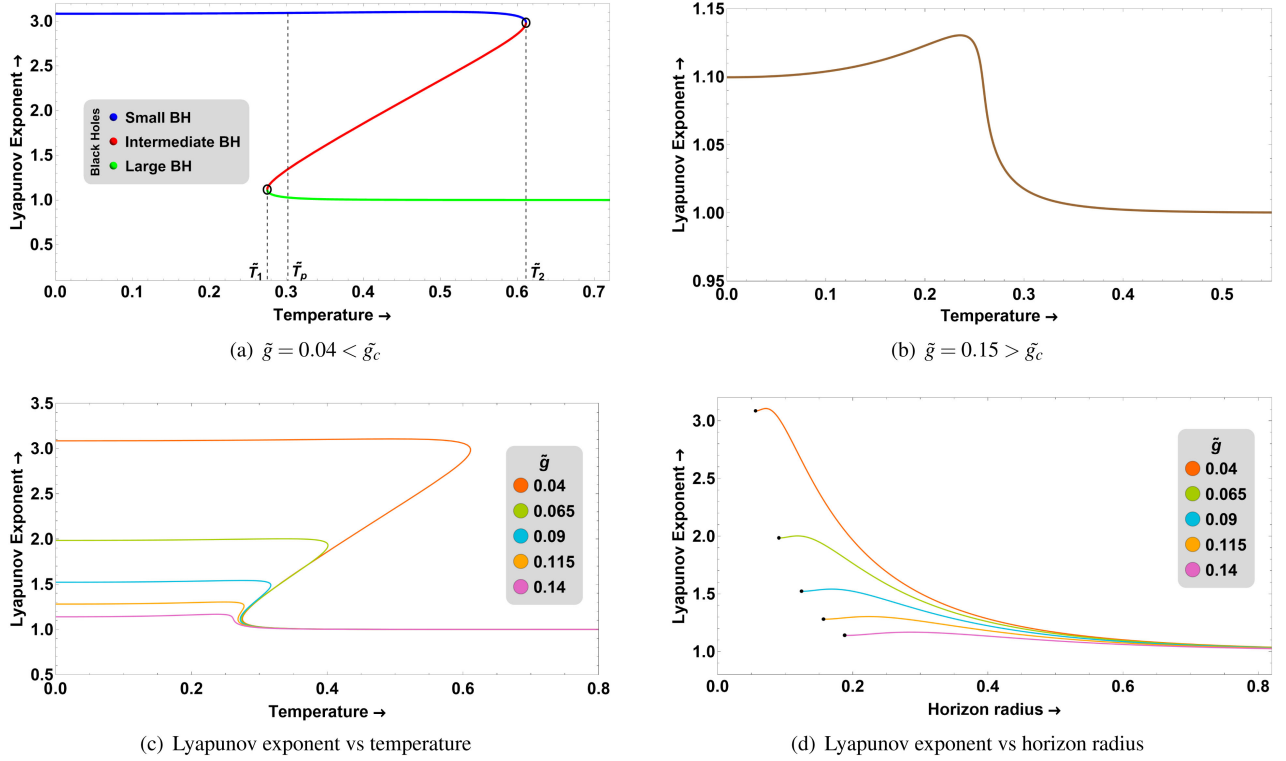 Lyapunov Exponent →
3.0
2.5
2.0
1.5
1.0
0.5
Black Holes
Small BH
Intermediate BH
Large BH
T̃₁
T̃ₚ
T̃₂
0.0 0.1 0.2 0.3 0.4 0.5 0.6 0.7
Temperature →
(a) g̃ = 0.04 < g̃c
Lyapunov Exponent →
1.15
1.10
1.05
1.00
0.95
0.0 0.1 0.2 0.3 0.4 0.5
Temperature →
(b) g̃ = 0.15 > g̃c
Lyapunov Exponent →
3.5
3.0
2.5
2.0
1.5
1.0
0.5
g̃
0.04
0.065
0.09
0.115
0.14
0.0 0.2 0.4 0.6 0.8
Temperature →
(c) Lyapunov exponent vs temperature
Lyapunov Exponent →
3.0
2.5
2.0
1.5
1.0
g̃
0.04
0.065
0.09
0.115
0.14
0.0 0.2 0.4 0.6 0.8
Horizon radius →
(d) Lyapunov exponent vs horizon radius